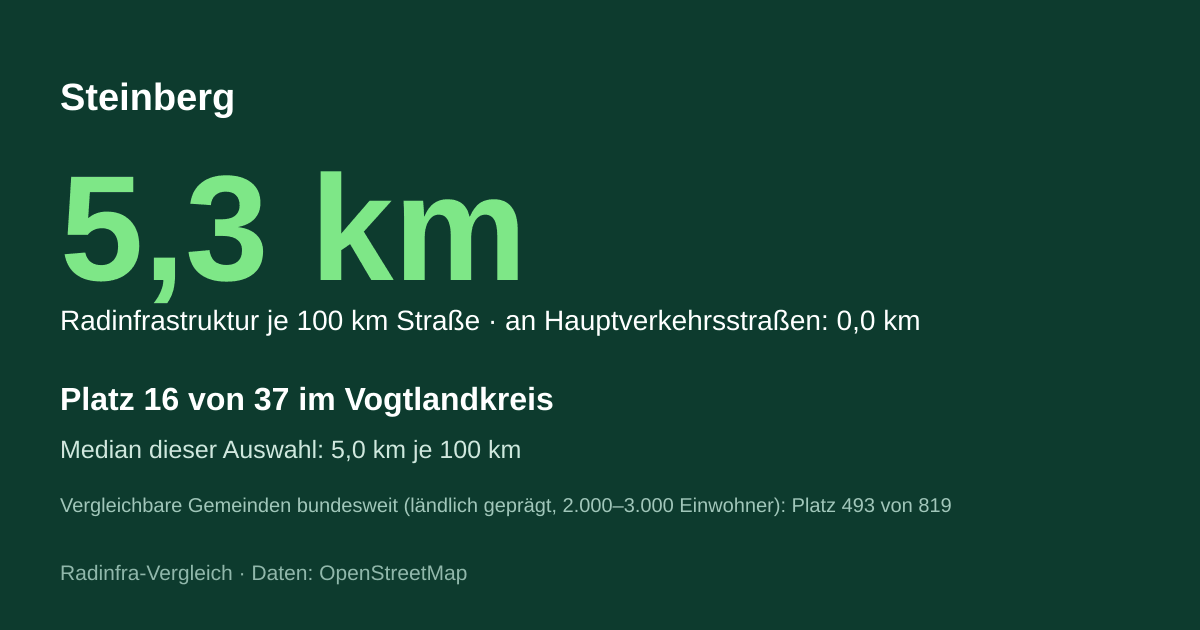 Steinberg
5,3 km
Radinfrastruktur je 100 km Straße · an Hauptverkehrsstraßen: 0,0 km
Platz 16 von 37 im Vogtlandkreis
Median dieser Auswahl: 5,0 km je 100 km
Vergleichbare Gemeinden bundesweit (ländlich geprägt, 2.000–3.000 Einwohner): Platz 493 von 819
Radinfra-Vergleich · Daten: OpenStreetMap